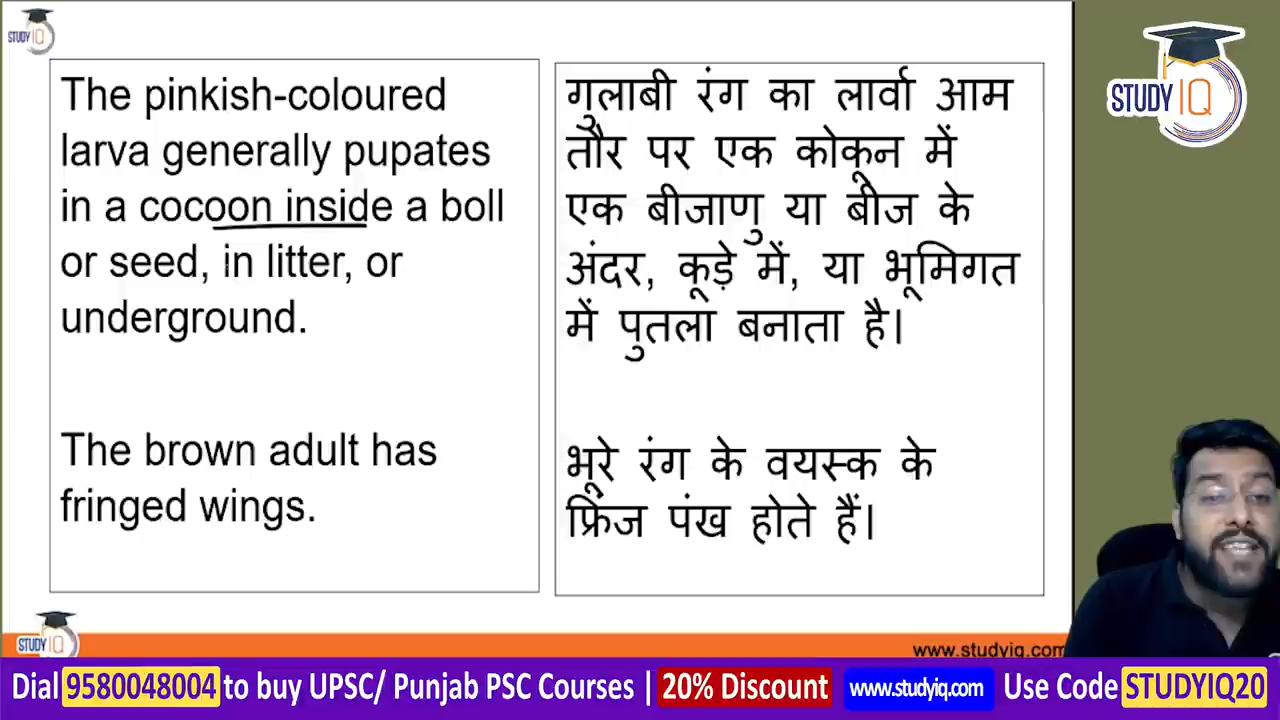 STUDY IQ
The pinkish-coloured
larva generally pupates
in a cocoon inside a boll
or seed, in litter, or
underground.
The brown adult has
fringed wings.
गुलाबी रंग का लार्वा आम
तौर पर एक कोकून में
एक बीजाणु या बीज के
अंदर, कूड़े में, या भूमिगत
में पुतला बनाता है।
भूरे रंग के वयस्क के
फ्रिंज पंख होते हैं।
STUDY IQ
STUDY IQ
www.studyiq.com
Dial 9580048004 to buy UPSC/ Punjab PSC Courses | 20% Discount www.studyiq.com Use Code STUDYIQ20